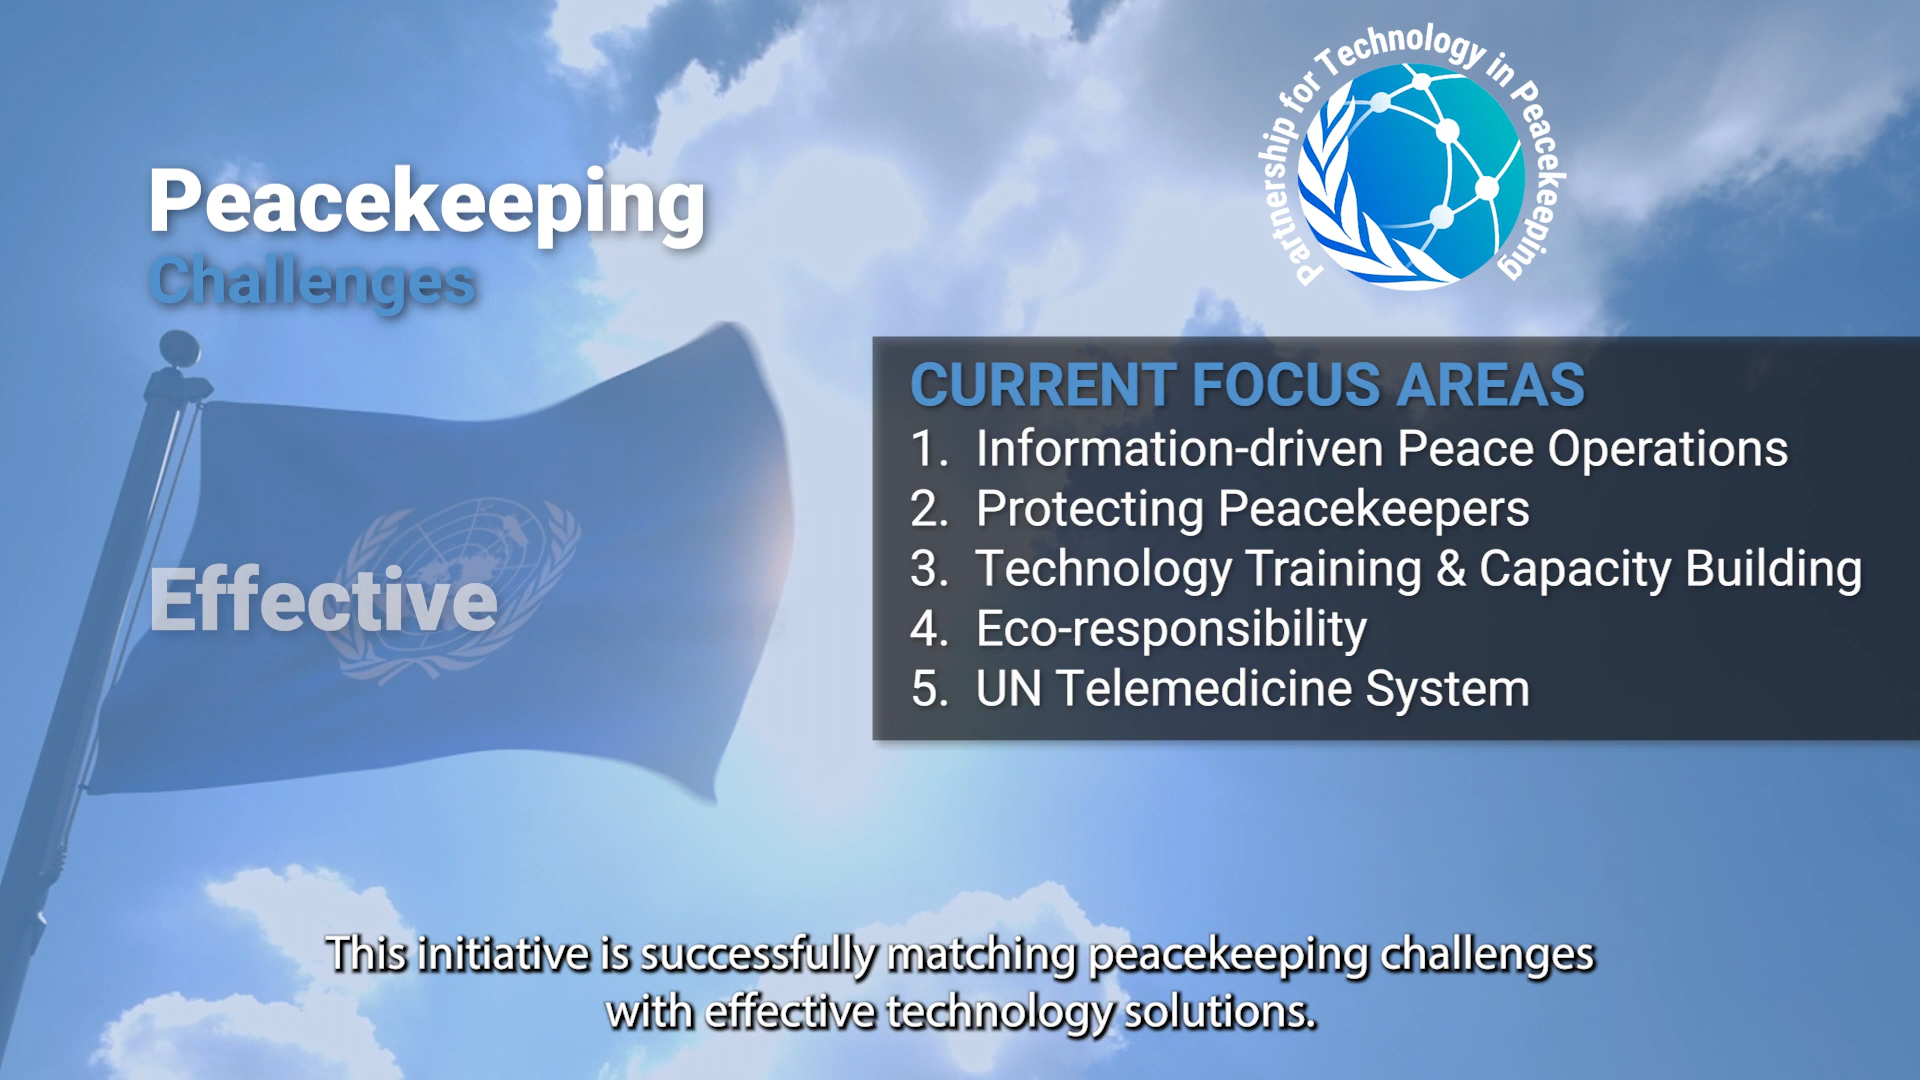 Partnership for Technology in Peacekeeping
Peacekeeping
Challenges
Effective
CURRENT FOCUS AREAS
1. Information-driven Peace Operations
2. Protecting Peacekeepers
3. Technology Training & Capacity Building
4. Eco-responsibility
5. UN Telemedicine System
This initiative is successfully matching peacekeeping challenges
with effective technology solutions.